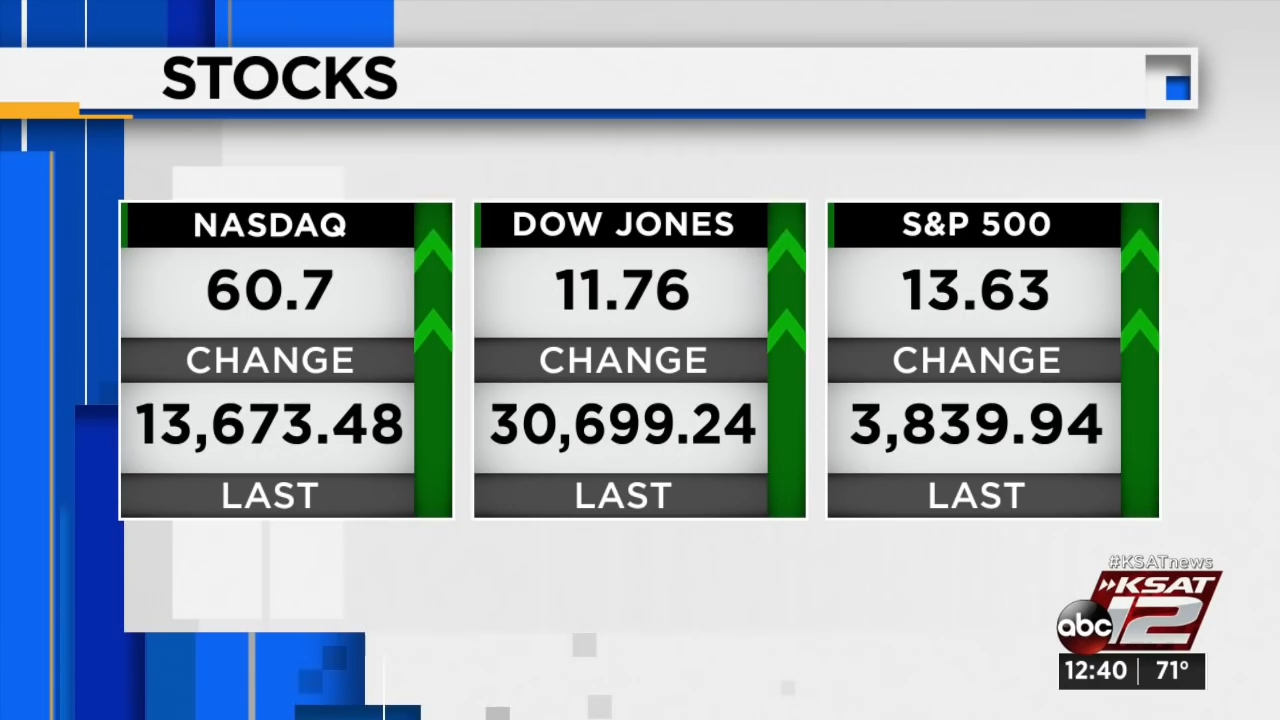 STOCKS
NASDAQ
60.7
CHANGE
13,673.48
LAST
DOW JONES
11.76
CHANGE
30,699.24
LAST
S&P 500
13.63
CHANGE
3,839.94
LAST
#KSATnews
KSAT
abc 12
12:40 71°